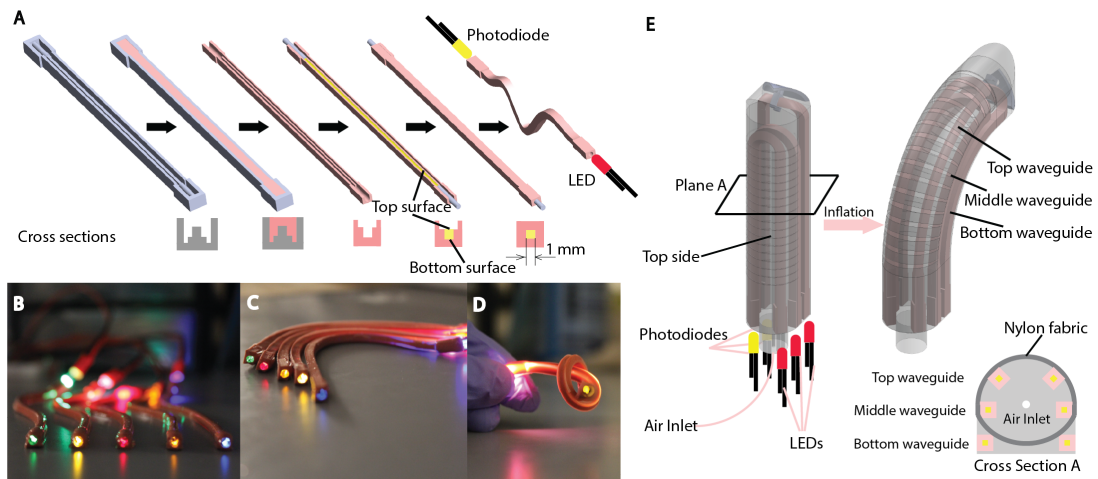 A
Photodiode
LED
Top surface
Cross sections
Bottom surface
1 mm
B
C
D
E
Plane A
Inflation
Top side
Top waveguide
Middle waveguide
Bottom waveguide
Photodiodes
Air Inlet
LEDs
Nylon fabric
Top waveguide
Middle waveguide
Air Inlet
Bottom waveguide
Cross Section A